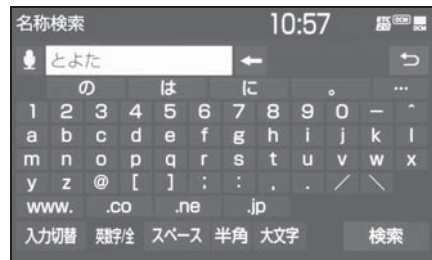 名称検索 10:57
とよた
の は に 。 …
1 2 3 4 5 6 7 8 9 0 - ^
a b c d e f g h i j k l
m n o p q r s t u v w x
y z @ [ ] ; : , . / \
www. .co .ne .jp
入力切替 英数字/全 スペース 半角 大文字 検索